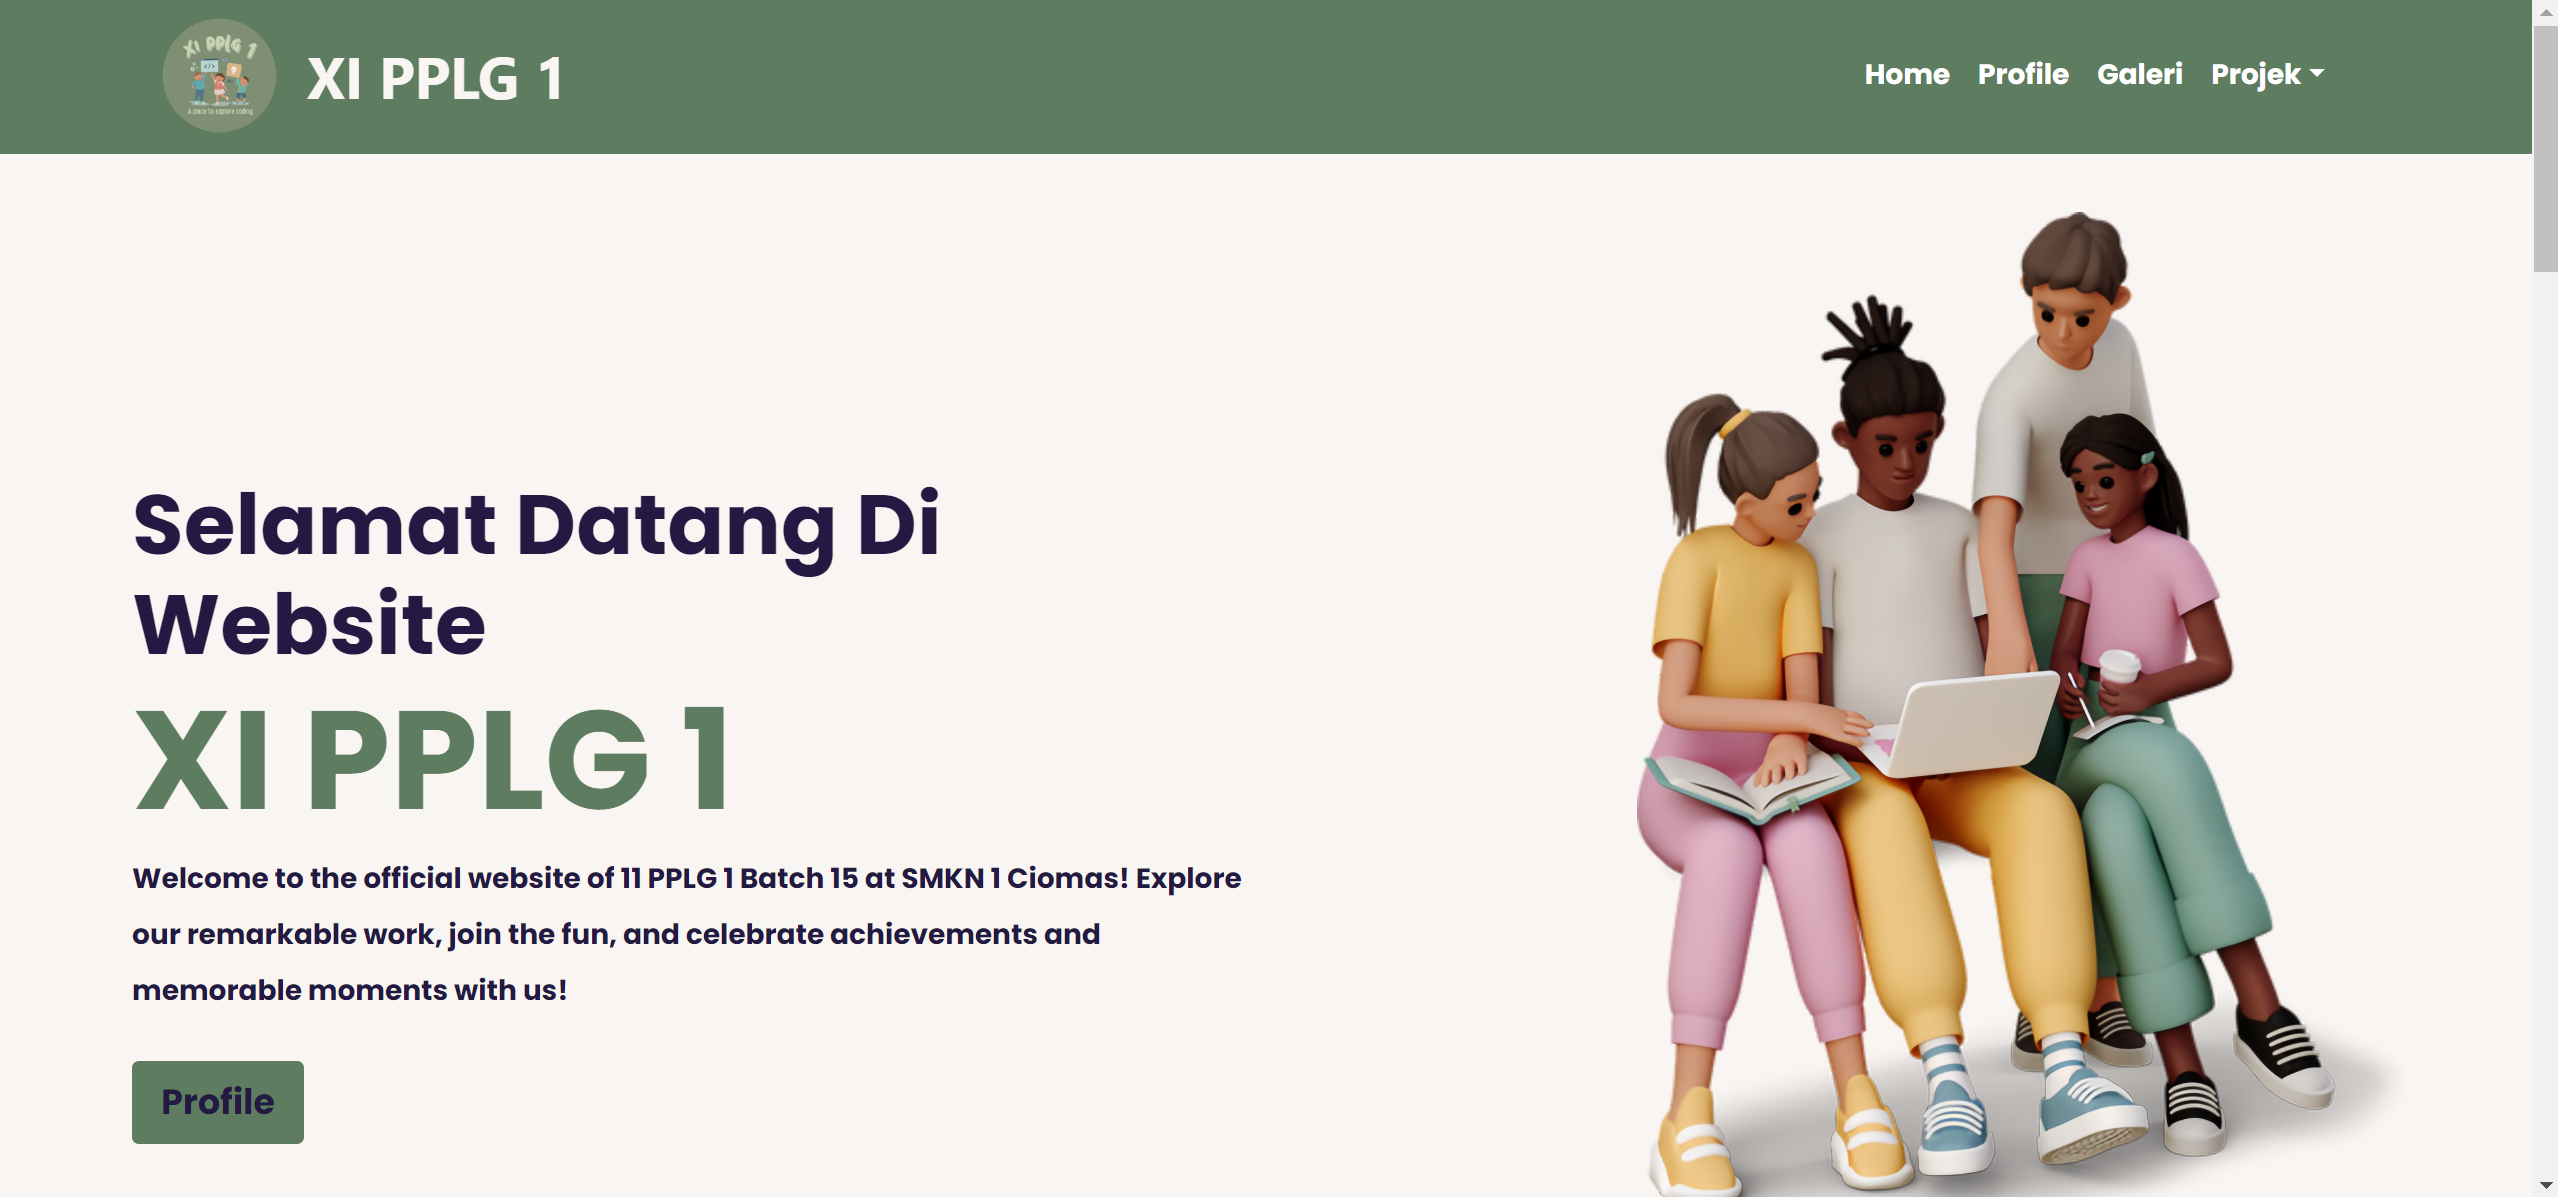 XI PPLG 1
</>
A place to explore coding
XI PPLG 1
Home Profile Galeri Projek
Selamat Datang Di
Website
XI PPLG 1
Welcome to the official website of 11 PPLG 1 Batch 15 at SMKN 1 Ciomas! Explore
our remarkable work, join the fun, and celebrate achievements and
memorable moments with us!
Profile